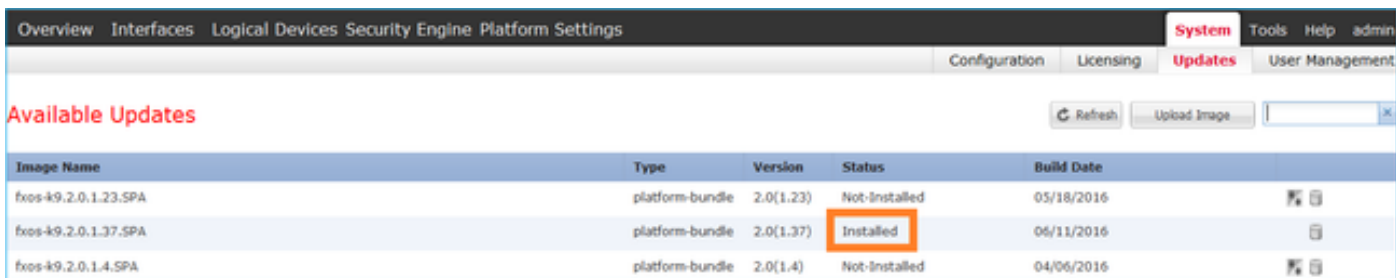 Overview Interfaces Logical Devices Security Engine Platform Settings System Tools Help admin
Configuration Licensing Updates User Management
Available Updates Refresh Upload Image
Image Name Type Version Status Build Date
fxos-k9.2.0.1.23.SPA platform-bundle 2.0(1.23) Not-Installed 05/18/2016
fxos-k9.2.0.1.37.SPA platform-bundle 2.0(1.37) Installed 06/11/2016
fxos-k9.2.0.1.4.SPA platform-bundle 2.0(1.4) Not-Installed 04/06/2016